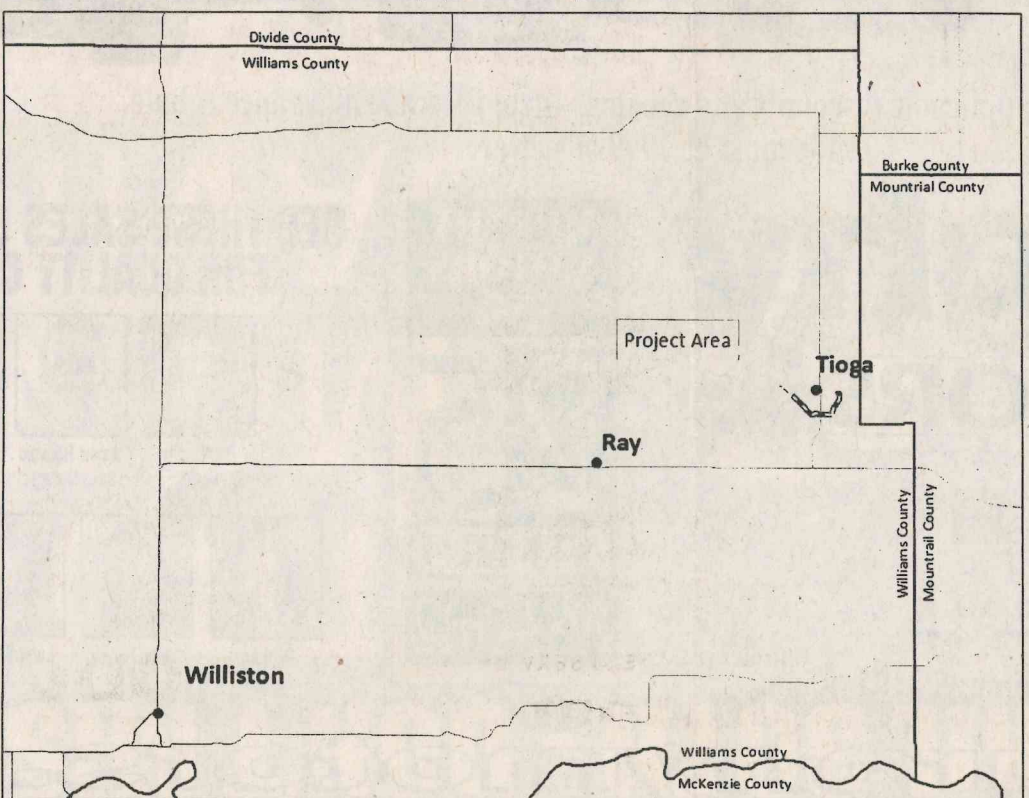 Divide County
Williams County
Burke County
Mountrial County
Project Area
Tioga
Ray
Williams County
Mountrail County
Williston
Williams County
McKenzie County